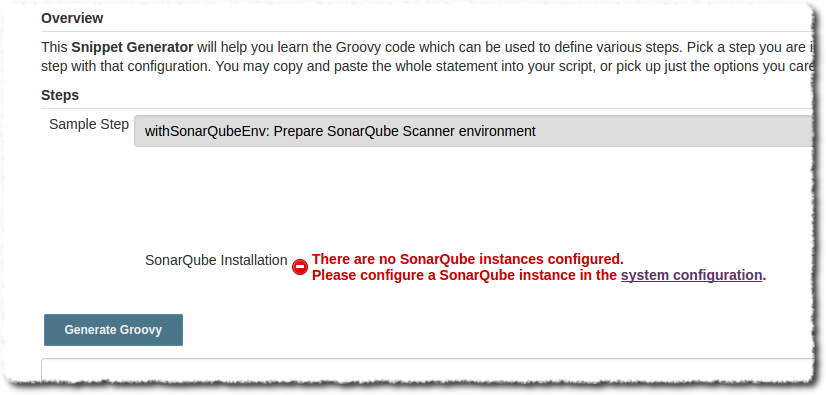 Overview
This Snippet Generator will help you learn the Groovy code which can be used to define various steps. Pick a step you are
step with that configuration. You may copy and paste the whole statement into your script, or pick up just the options you
Steps
Sample Step
withSonarQubeEnv: Prepare SonarQube Scanner environment
SonarQube Installation
There are no SonarQube instances configured.
Please configure a SonarQube instance in the system configuration.
Generate Groovy